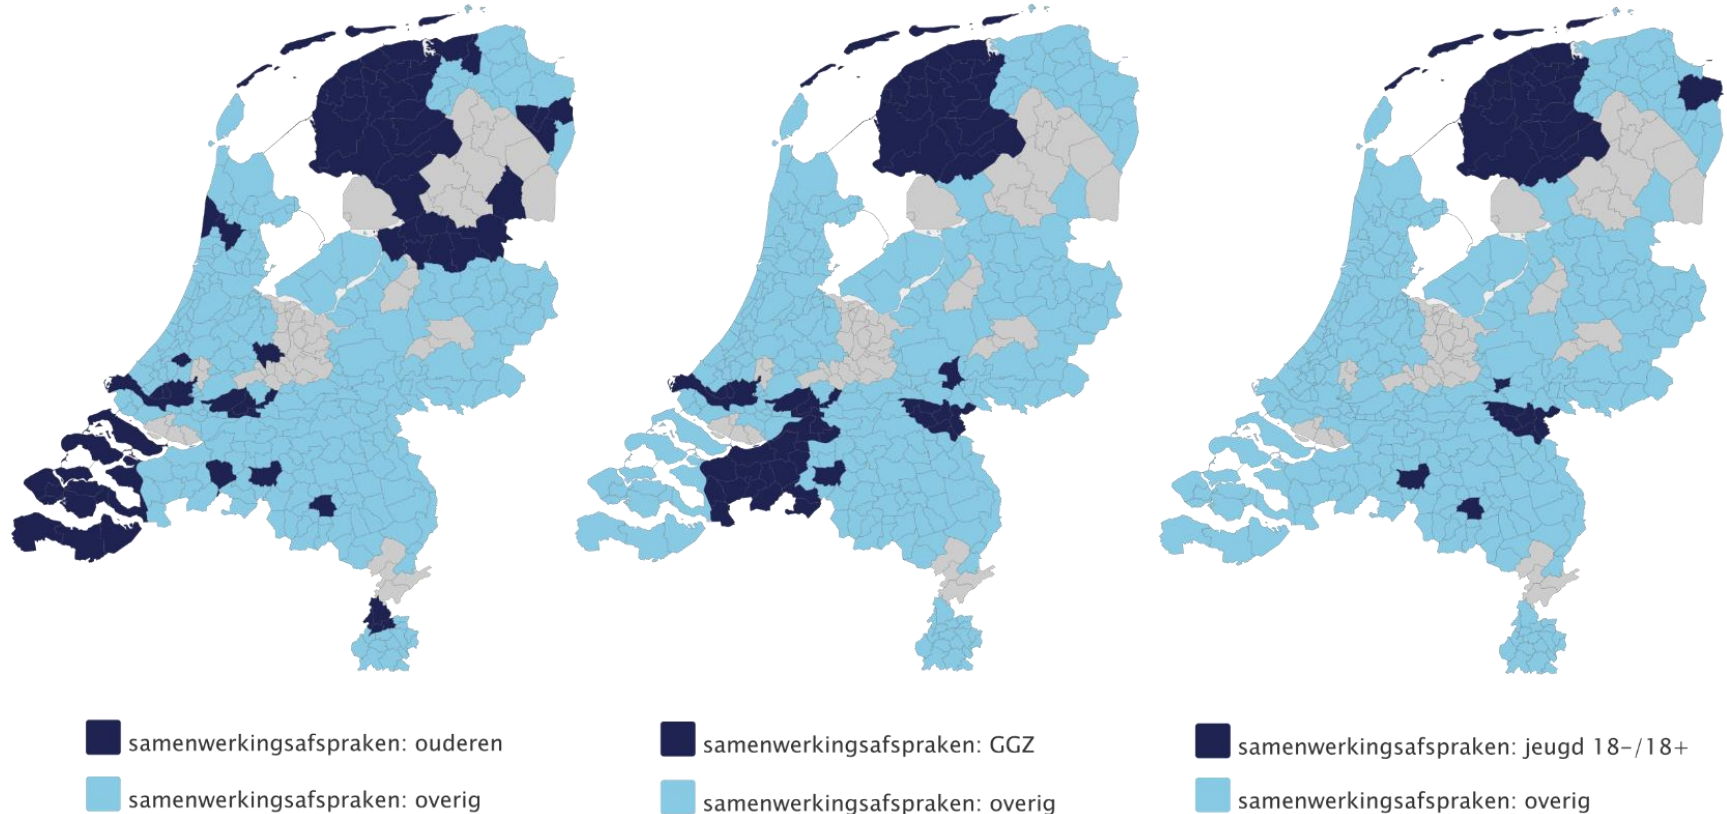 samenwerkingsafspraken: ouderen
samenwerkingsafspraken: overig
samenwerkingsafspraken: GGZ
samenwerkingsafspraken: overig
samenwerkingsafspraken: jeugd 18-/18+
samenwerkingsafspraken: overig